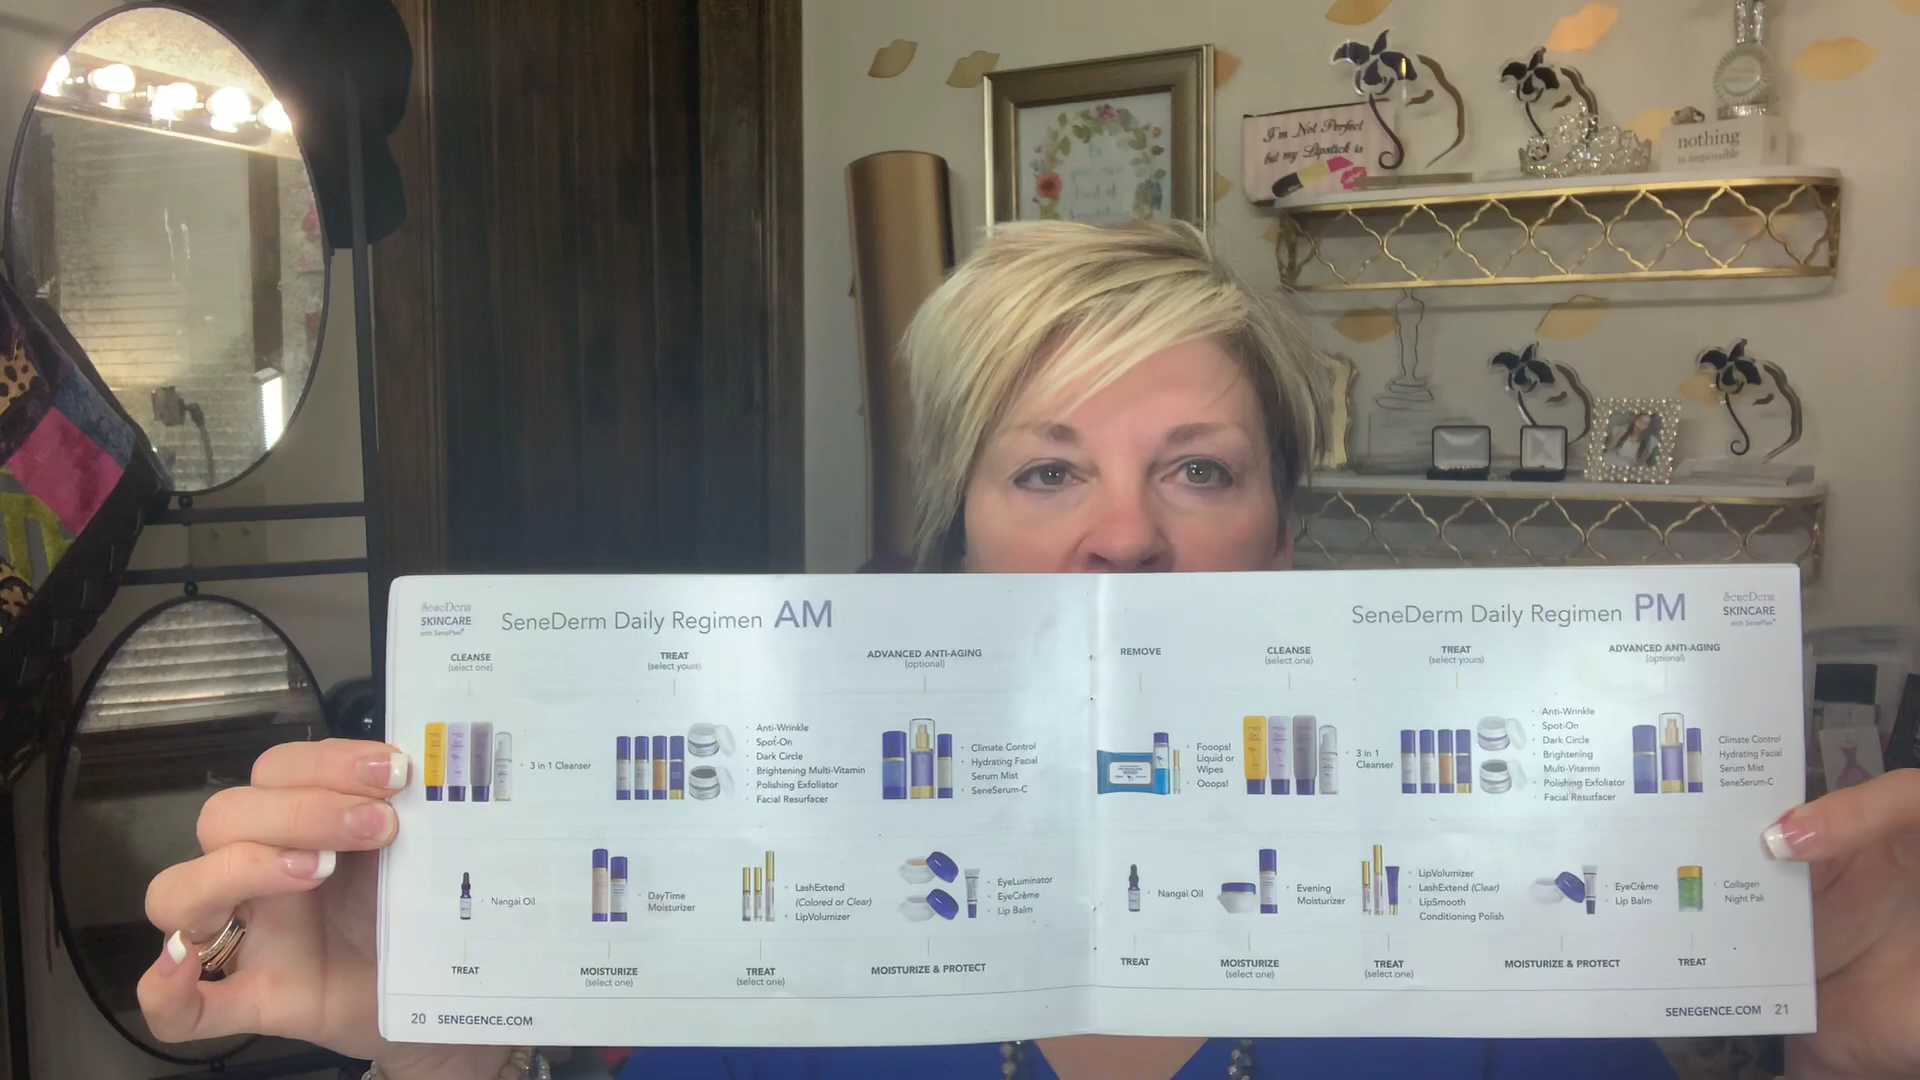 I'm Not Perfect
but my Lipstick is
nothing
is impossible
SeneDerm
SKINCARE
with SenePlex+
SeneDerm Daily Regimen AM
CLEANSE
(select one)
TREAT
(select yours)
ADVANCED ANTI-AGING
(optional)
· 3 in 1 Cleanser
· Anti-Wrinkle
· Spot-On
· Dark Circle
· Brightening Multi-Vitamin
· Polishing Exfoliator
· Facial Resurfacer
· Climate Control
· Hydrating Facial
Serum Mist
· SeneSerum-C
· Nangai Oil
· DayTime
Moisturizer
· LashExtend
(Colored or Clear)
· LipVolumizer
· EyeLuminator
· EyeCrème
· Lip Balm
TREAT
MOISTURIZE
(select one)
TREAT
(select one)
MOISTURIZE & PROTECT
20 SENEGENCE.COM
SeneDerm Daily Regimen PM
SeneDerm
SKINCARE
with SenePlex+
REMOVE
CLEANSE
(select one)
TREAT
(select yours)
ADVANCED ANTI-AGING
(optional)
· Fooops!
Liquid or
Wipes
· Ooops!
· 3 in 1
Cleanser
· Anti-Wrinkle
· Spot-On
· Dark Circle
· Brightening
Multi-Vitamin
· Polishing Exfoliator
· Facial Resurfacer
Climate Control
Hydrating Facial
Serum Mist
SeneSerum-C
· Nangai Oil
· Evening
Moisturizer
· LipVolumizer
· LashExtend (Clear)
· LipSmooth
Conditioning Polish
· EyeCrème
· Lip Balm
· Collagen
Night Pak
TREAT
MOISTURIZE
(select one)
TREAT
(select one)
MOISTURIZE & PROTECT
TREAT
SENEGENCE.COM 21